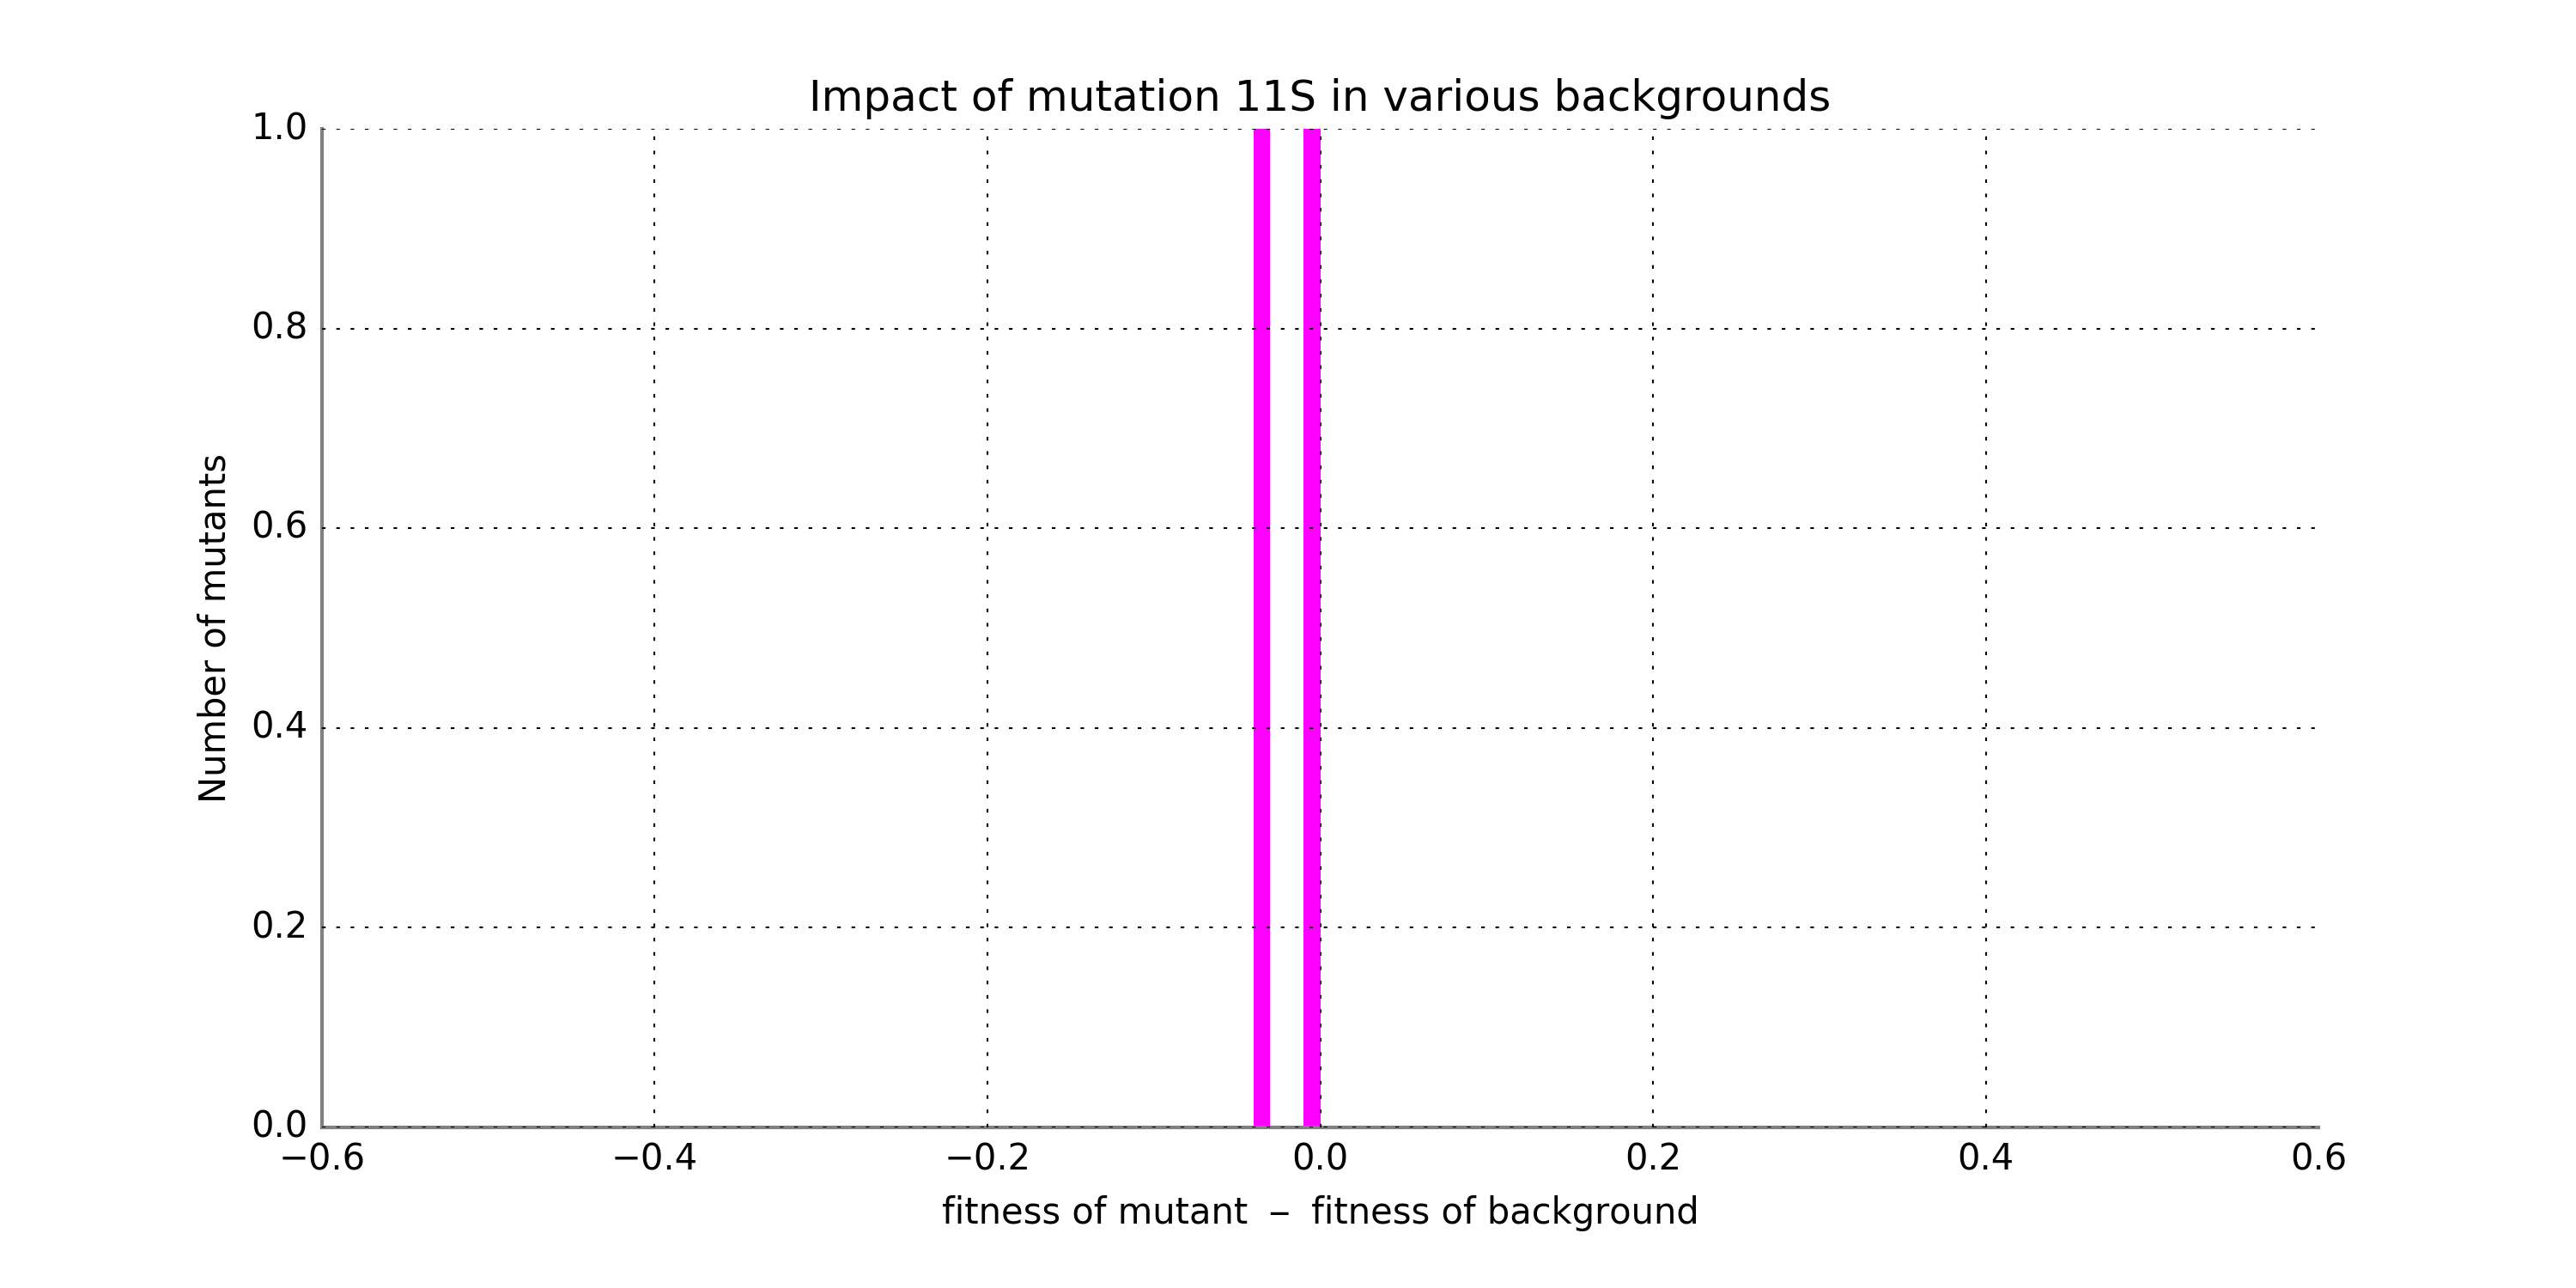 Impact of mutation 11S in various backgrounds
1.0
0.8
0.6
0.4
0.2
0.0
Number of mutants
−0.6 −0.4 −0.2 0.0 0.2 0.4 0.6
fitness of mutant − fitness of background